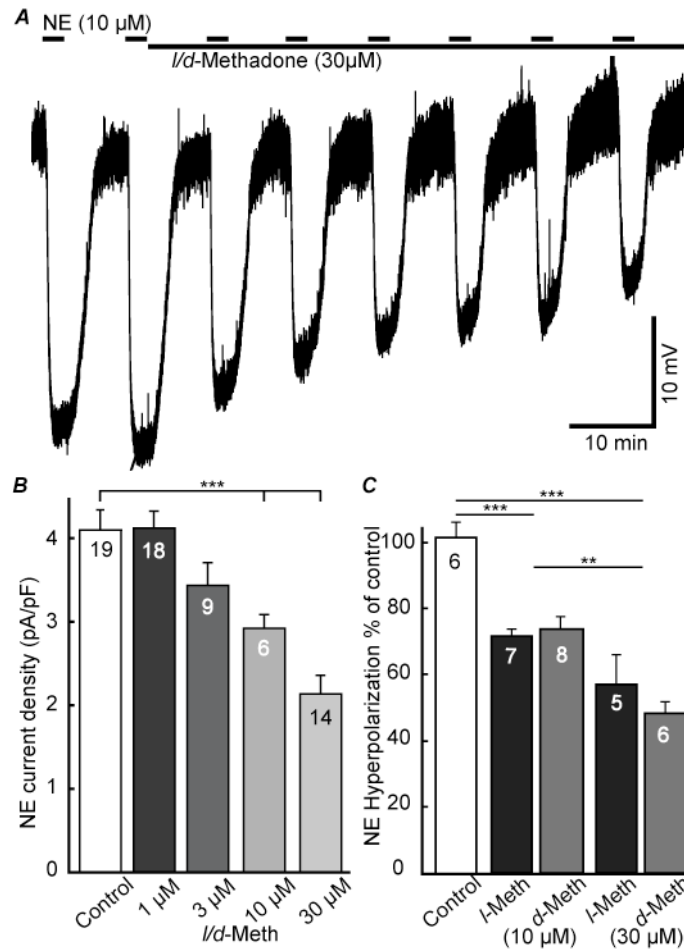 A
NE (10 µM)
l/d-Methadone (30µM)
10 mV
10 min
B
***
NE current density (pA/pF)
4
3
2
1
0
19
18
9
6
14
Control
1 µM
3 µM
10 µM
30 µM
l/d-Meth
C
***
***
**
NE Hyperpolarization % of control
100
80
60
40
20
0
6
7
8
5
6
Control
l-Meth
d-Meth
l-Meth
d-Meth
(10 µM)
(30 µM)